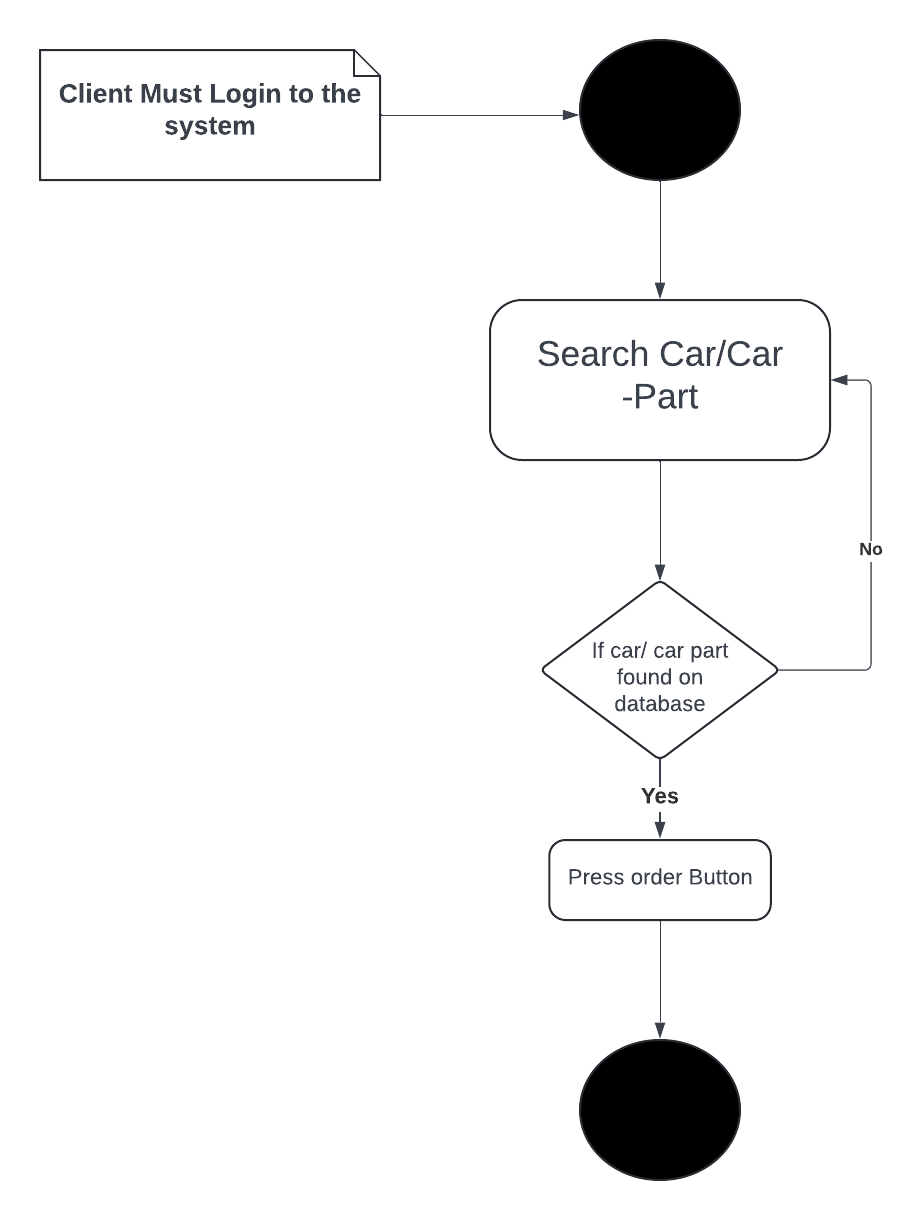 Client Must Login to the
system
Search Car/Car
-Part
No
If car/ car part
found on
database
Yes
Press order Button